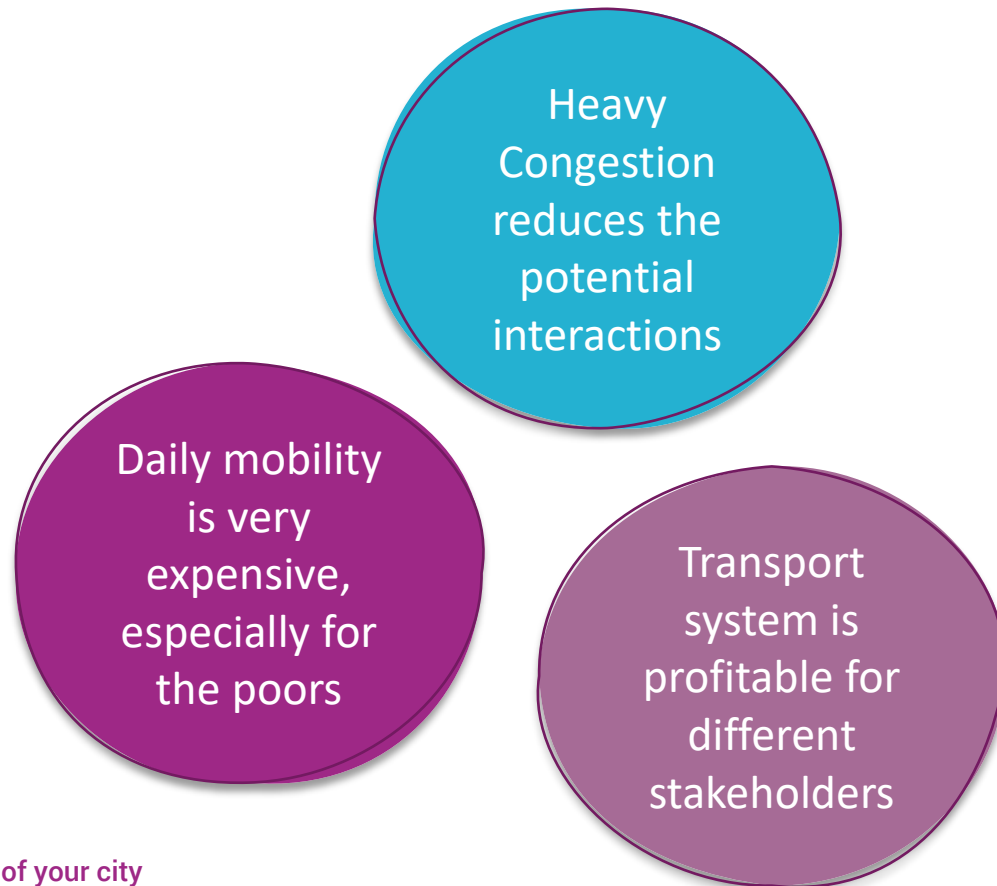 Heavy
Congestion
reduces the
potential
interactions
Daily mobility
is very
expensive,
especially for
the poors
Transport
system is
profitable for
different
stakeholders
of your city